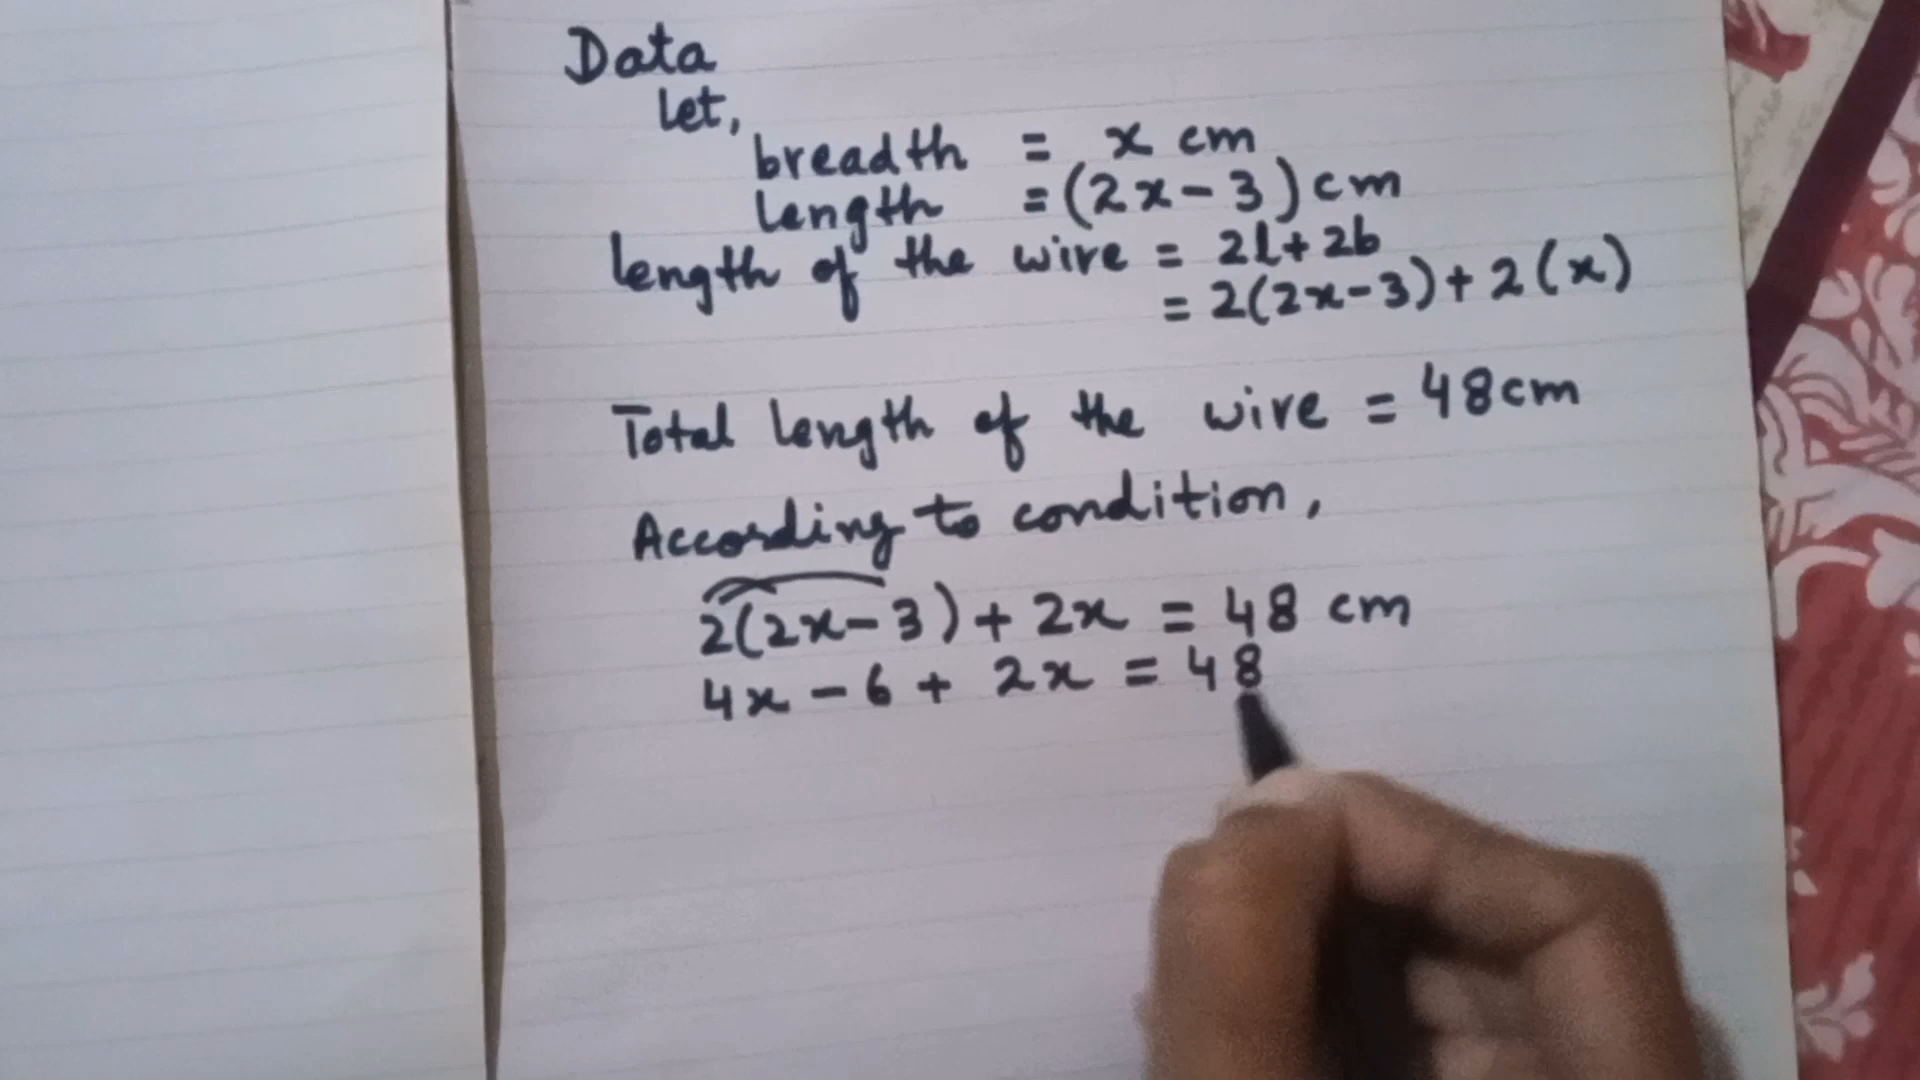 Data
Let,
breadth = x cm
length = (2x-3) cm
length of the wire = 2l+2b
= 2(2x-3)+2(x)
Total length of the wire = 48cm
According to condition,
2(2x-3)+2x = 48 cm
4x-6+2x = 48